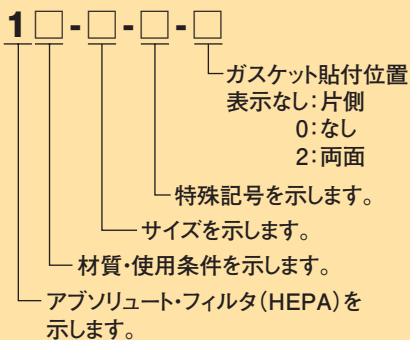 1□-□-□-□
ガスケット貼付位置
表示なし：片側
0：なし
2：両面
特殊記号を示します。
サイズを示します。
材質・使用条件を示します。
アブソリュート・フィルタ（HEPA）を
示します。